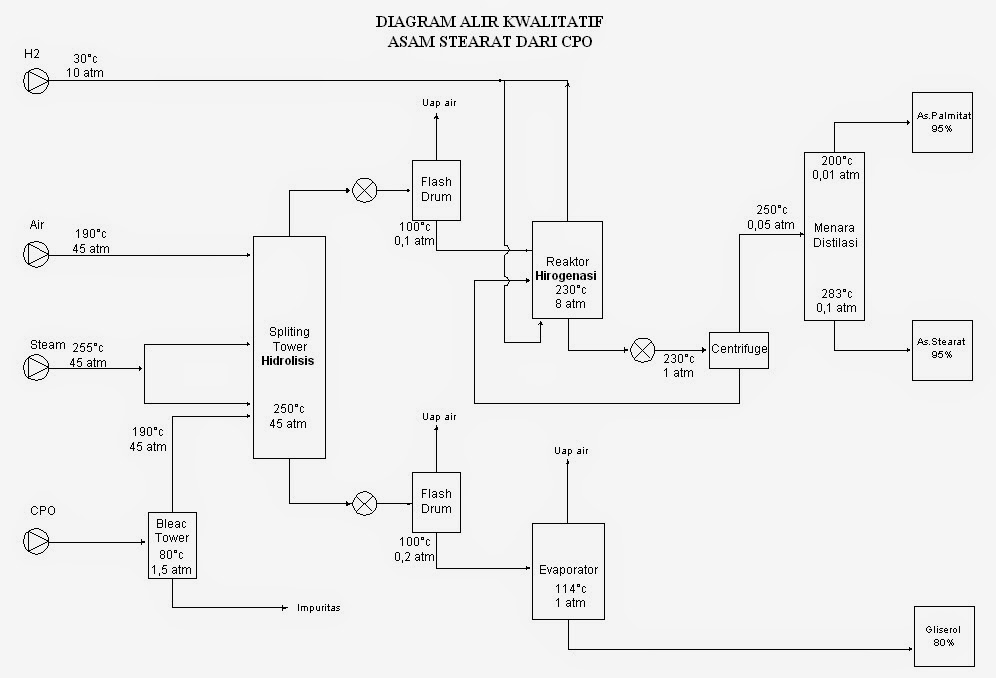 DIAGRAM ALIR KWALITATIF
ASAM STEARAT DARI CPO
H2
30°c
10 atm
Uap air
As.Palmitat
95%
Flash
Drum
200°c
0,01 atm
100°c
0,1 atm
250°c
0,05 atm
Menara
Distilasi
Air
190°c
45 atm
Reaktor
Hirogenasi
230°c
8 atm
283°c
0,1 atm
Spliting
Tower
Hidrolisis
250°c
45 atm
Steam
255°c
45 atm
Centrifuge
230°c
1 atm
As.Stearat
95%
190°c
45 atm
Uap air
Uap air
Flash
Drum
100°c
0,2 atm
CPO
Bleac
Tower
80°c
1,5 atm
Evaporator
114°c
1 atm
Impuritas
Gliserol
80%